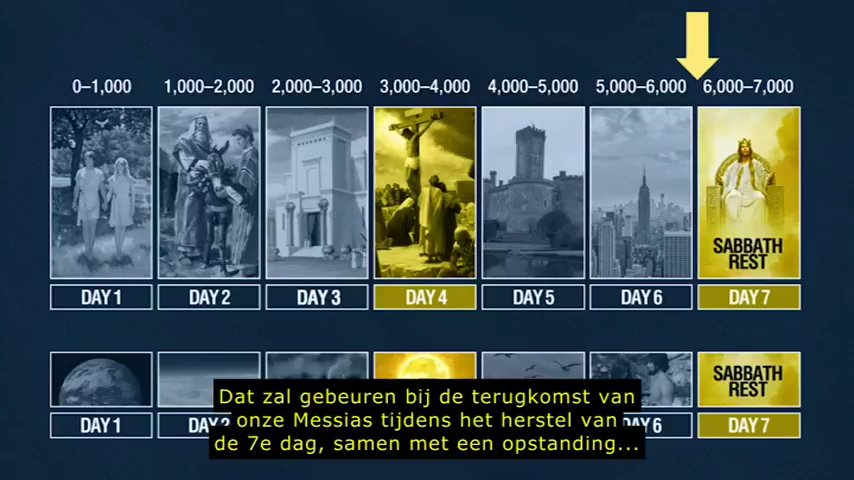 0–1,000 1,000–2,000 2,000–3,000 3,000–4,000 4,000–5,000 5,000–6,000 6,000–7,000
SABBATH
REST
DAY 1 DAY 2 DAY 3 DAY 4 DAY 5 DAY 6 DAY 7
SABBATH
REST
DAY 1 DAY 7
Dat zal gebeuren bij de terugkomst van
onze Messias tijdens het herstel van
de 7e dag, samen met een opstanding...